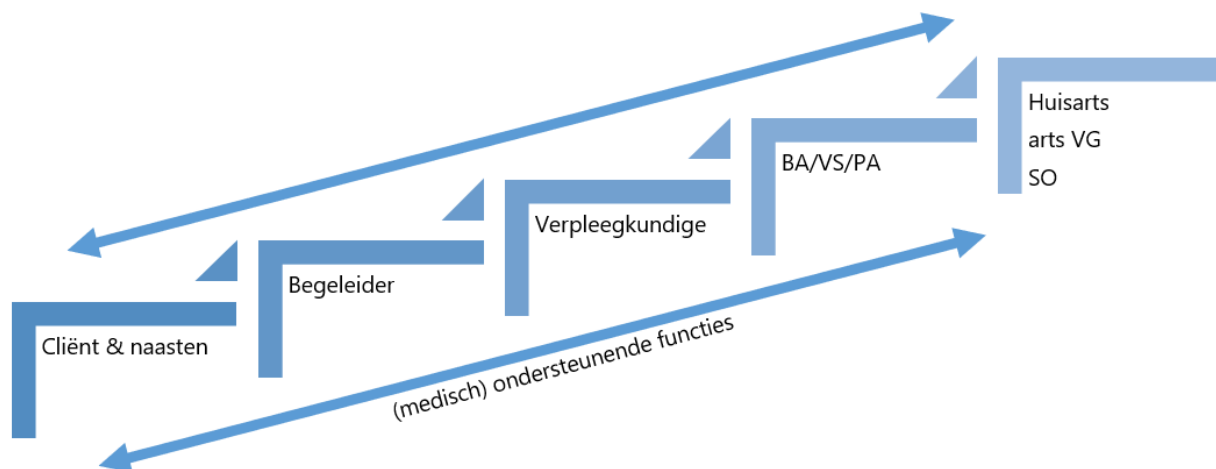 Cliënt & naasten
Begeleider
Verpleegkundige
BA/VS/PA
Huisarts
arts VG
SO
(medisch) ondersteunende functies